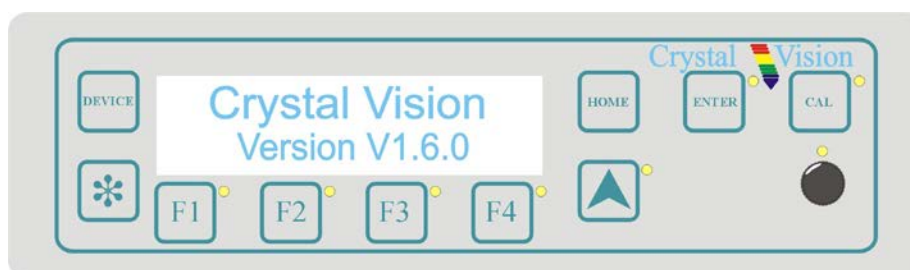 Crystal Vision
DEVICE
Crystal Vision
Version V1.6.0
HOME
ENTER
CAL
F1
F2
F3
F4